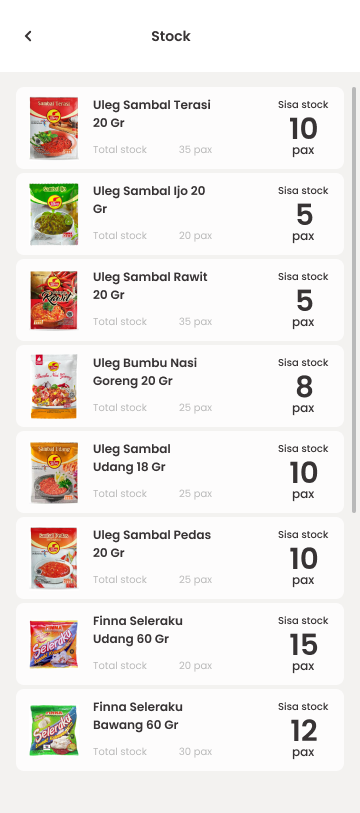 Stock
Uleg Sambal Terasi
20 Gr
Total stock 35 pax
Sisa stock
10
pax
Uleg Sambal Ijo 20
Gr
Total stock 20 pax
Sisa stock
5
pax
Uleg Sambal Rawit
20 Gr
Total stock 35 pax
Sisa stock
5
pax
Uleg Bumbu Nasi
Goreng 20 Gr
Total stock 25 pax
Sisa stock
8
pax
Uleg Sambal
Udang 18 Gr
Total stock 25 pax
Sisa stock
10
pax
Uleg Sambal Pedas
20 Gr
Total stock 25 pax
Sisa stock
10
pax
Finna Seleraku
Udang 60 Gr
Total stock 20 pax
Sisa stock
15
pax
Finna Seleraku
Bawang 60 Gr
Total stock 30 pax
Sisa stock
12
pax